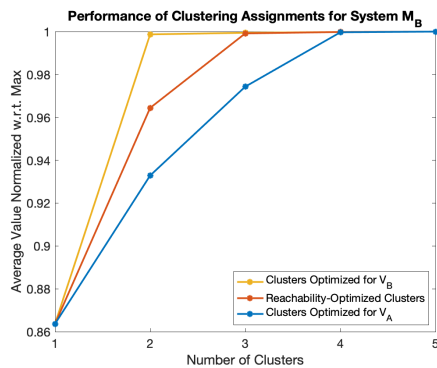 Performance of Clustering Assignments for System M_B
Average Value Normalized w.r.t. Max
1
0.98
0.96
0.94
0.92
0.9
0.88
0.86
1
2
3
4
5
Number of Clusters
Clusters Optimized for V_B
Reachability-Optimized Clusters
Clusters Optimized for V_A